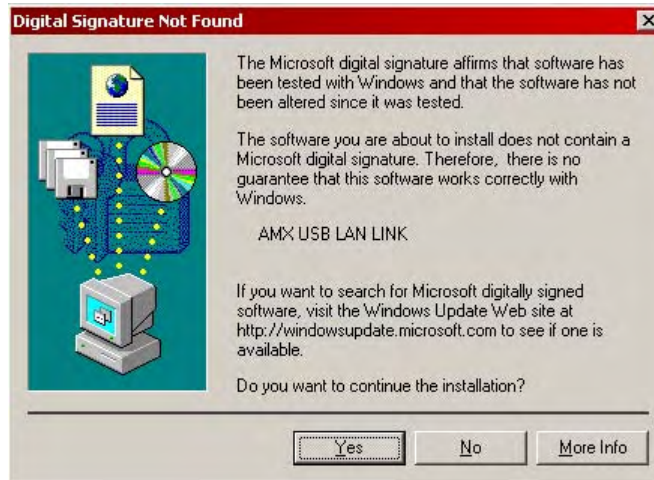 Digital Signature Not Found
The Microsoft digital signature affirms that software has
been tested with Windows and that the software has not
been altered since it was tested.
The software you are about to install does not contain a
Microsoft digital signature. Therefore, there is no
guarantee that this software works correctly with
Windows.
AMX USB LAN LINK
If you want to search for Microsoft digitally signed
software, visit the Windows Update Web site at
http://windowsupdate.microsoft.com to see if one is
available.
Do you want to continue the installation?
Yes No More Info